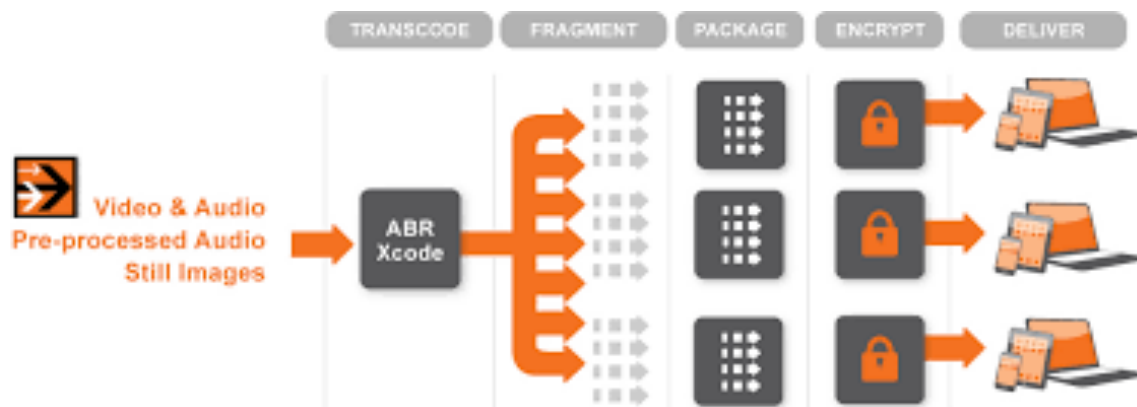 TRANSCODE
FRAGMENT
PACKAGE
ENCRYPT
DELIVER
Video & Audio
Pre-processed Audio
Still Images
ABR
Xcode